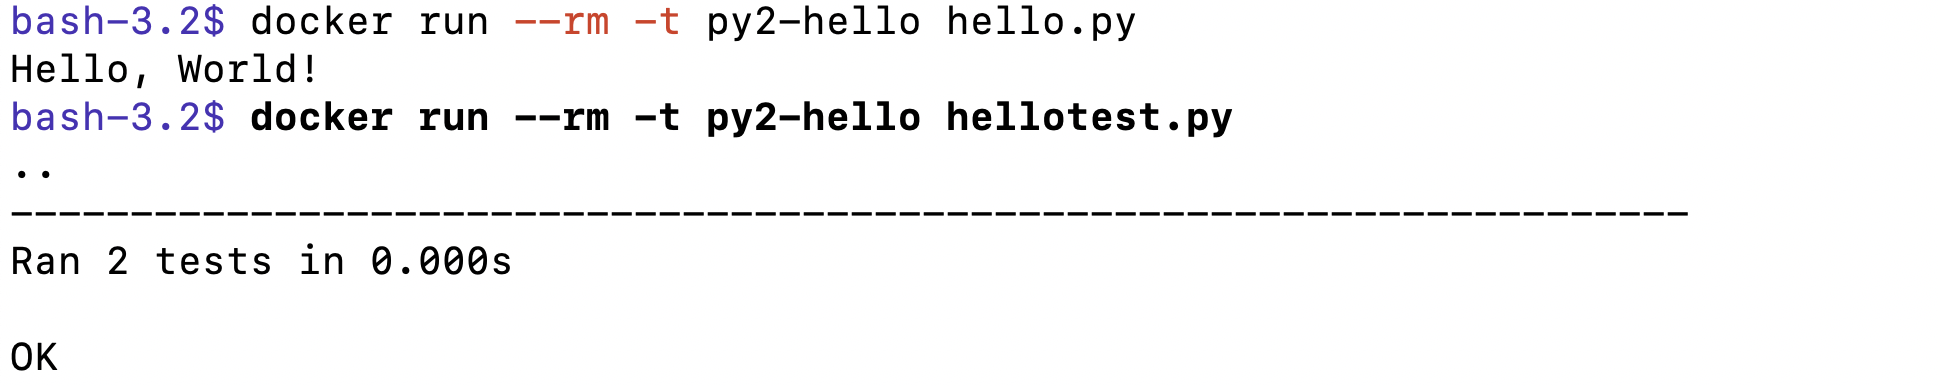 bash-3.2$ docker run --rm -t py2-hello hello.py
Hello, World!
bash-3.2$ docker run --rm -t py2-hello hellotest.py
..
----------------------------------------------------------------------
Ran 2 tests in 0.000s
OK